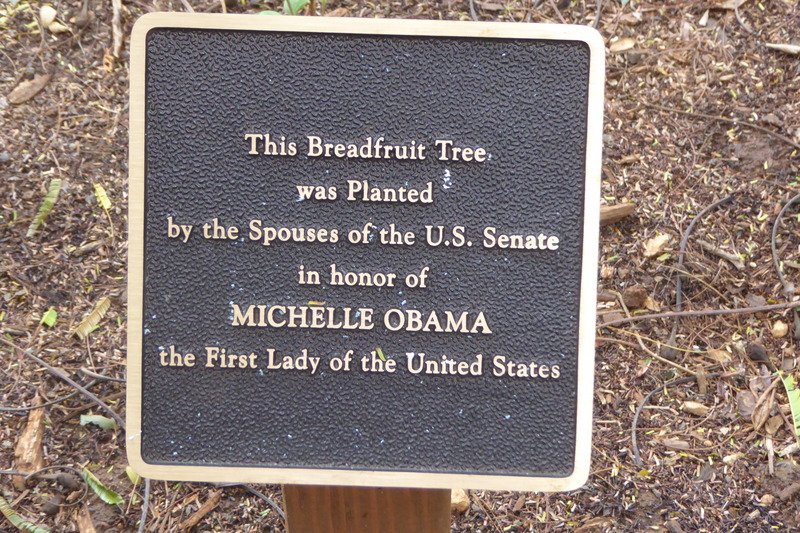 This Breadfruit Tree
was Planted
by the Spouses of the U.S. Senate
in honor of
MICHELLE OBAMA
the First Lady of the United States